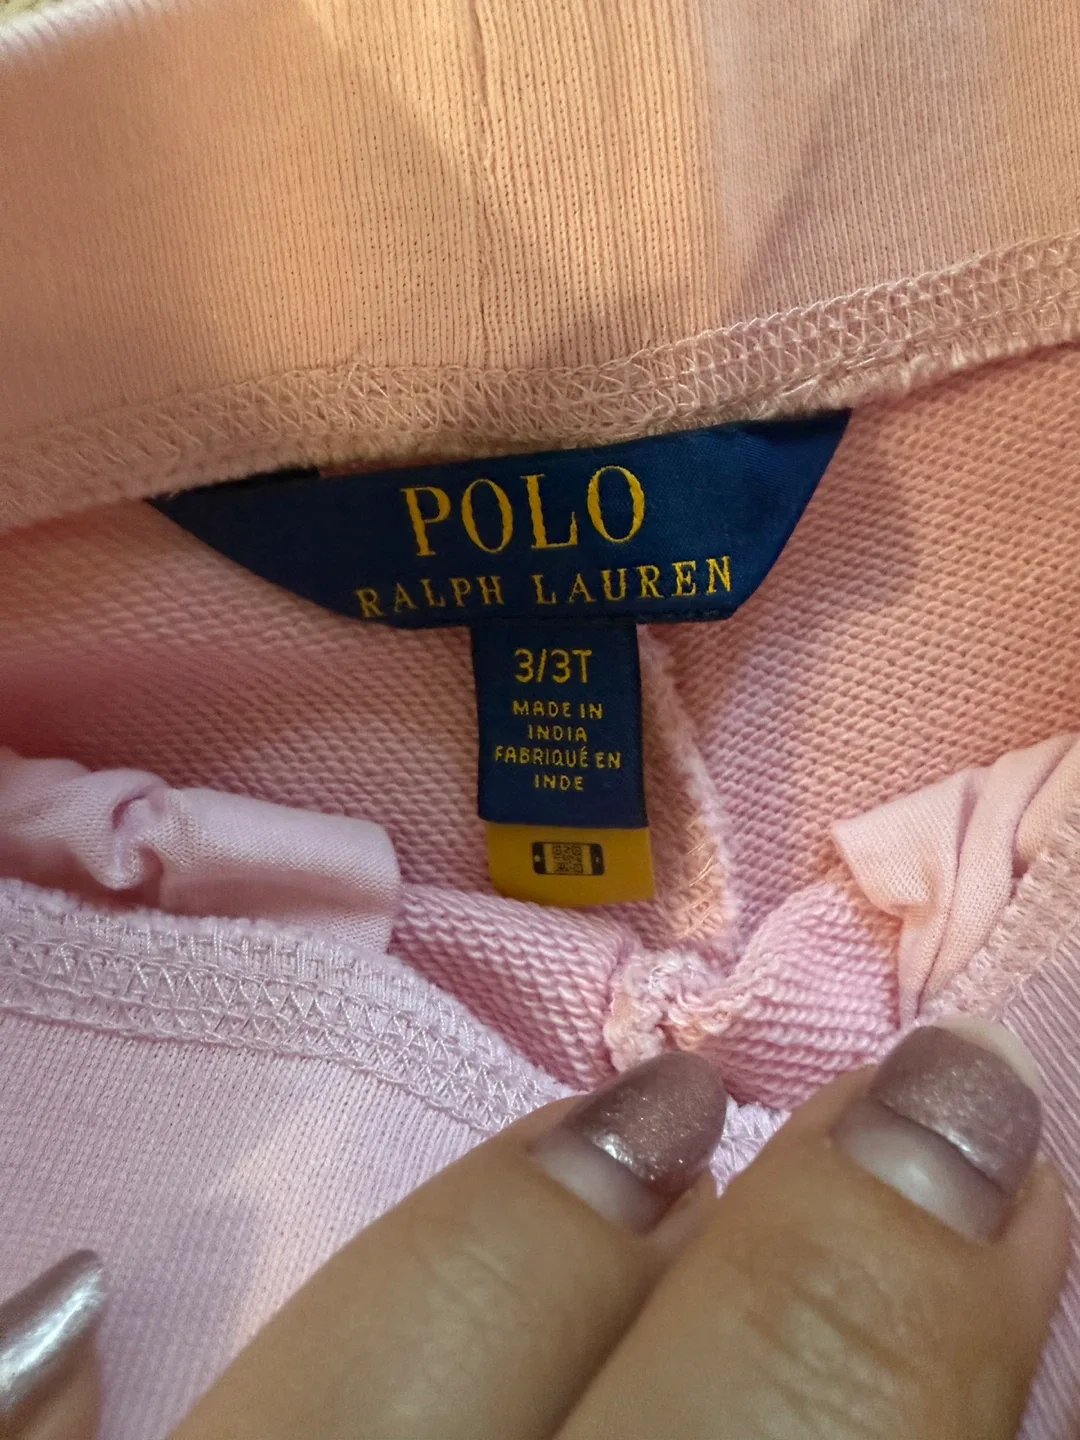 POLO
RALPH LAUREN
3/3T
MADE IN
INDIA
FABRIQUÉ EN
INDE